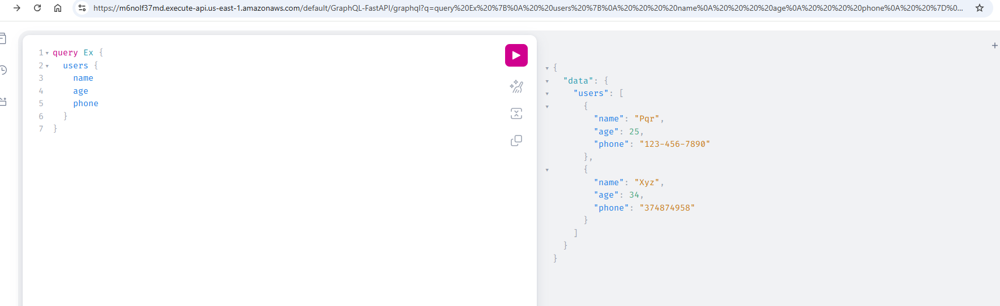 https://m6nolf37md.execute-api.us-east-1.amazonaws.com/default/GraphQL-FastAPI/graphql?q=query%20Ex%20%7B%0A%20%20users%20%7B%0A%20%20%20%20name%0A%20%20%20%20age%0A%20%20%20%20phone%0A%20%20%7D%0...
1 query Ex {
2 users {
3 name
4 age
5 phone
6 }
7 }
{
"data": {
"users": [
{
"name": "Pqr",
"age": 25,
"phone": "123-456-7890"
},
{
"name": "Xyz",
"age": 34,
"phone": "374874958"
}
]
}
}